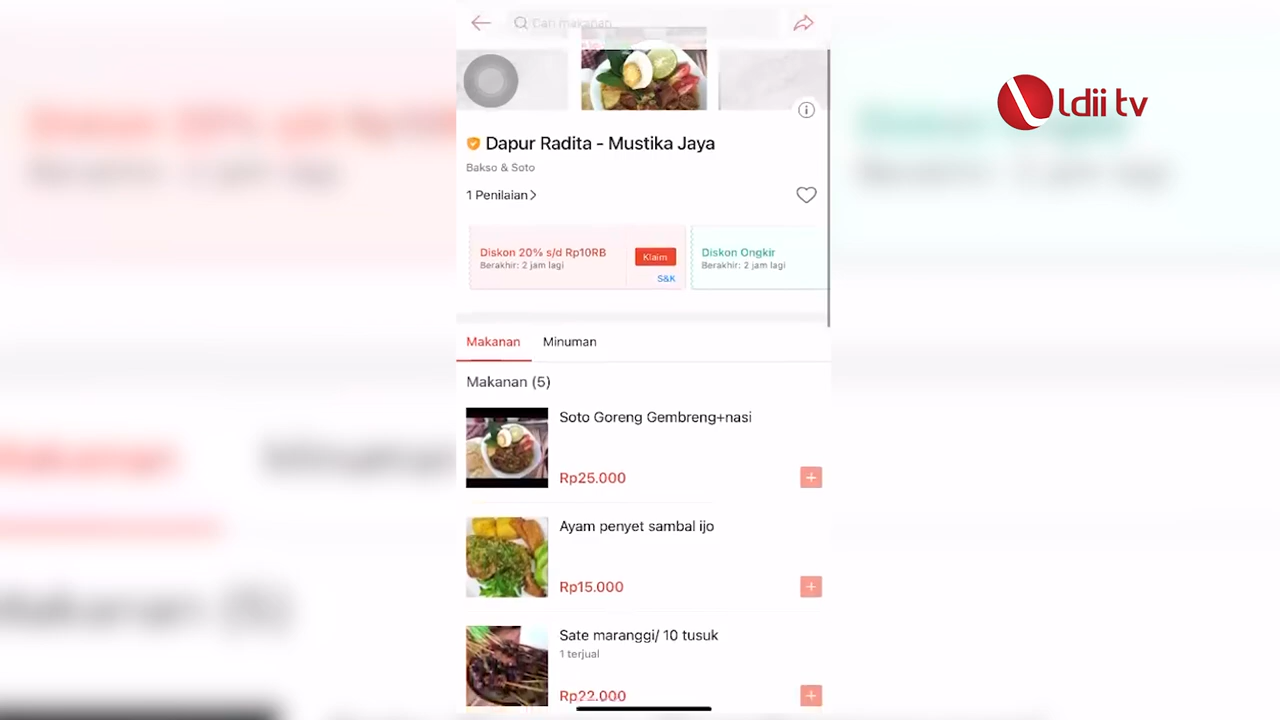 Cari makanan
ldii tv
Dapur Radita - Mustika Jaya
Bakso & Soto
1 Penilaian
Diskon 20% s/d Rp10RB
Berakhir: 2 jam lagi
Klaim
S&K
Diskon Ongkir
Berakhir: 2 jam lagi
Makanan
Minuman
Makanan (5)
Soto Goreng Gembreng+nasi
Rp25.000
Ayam penyet sambal ijo
Rp15.000
Sate maranggi/ 10 tusuk
1 terjual
Rp22.000